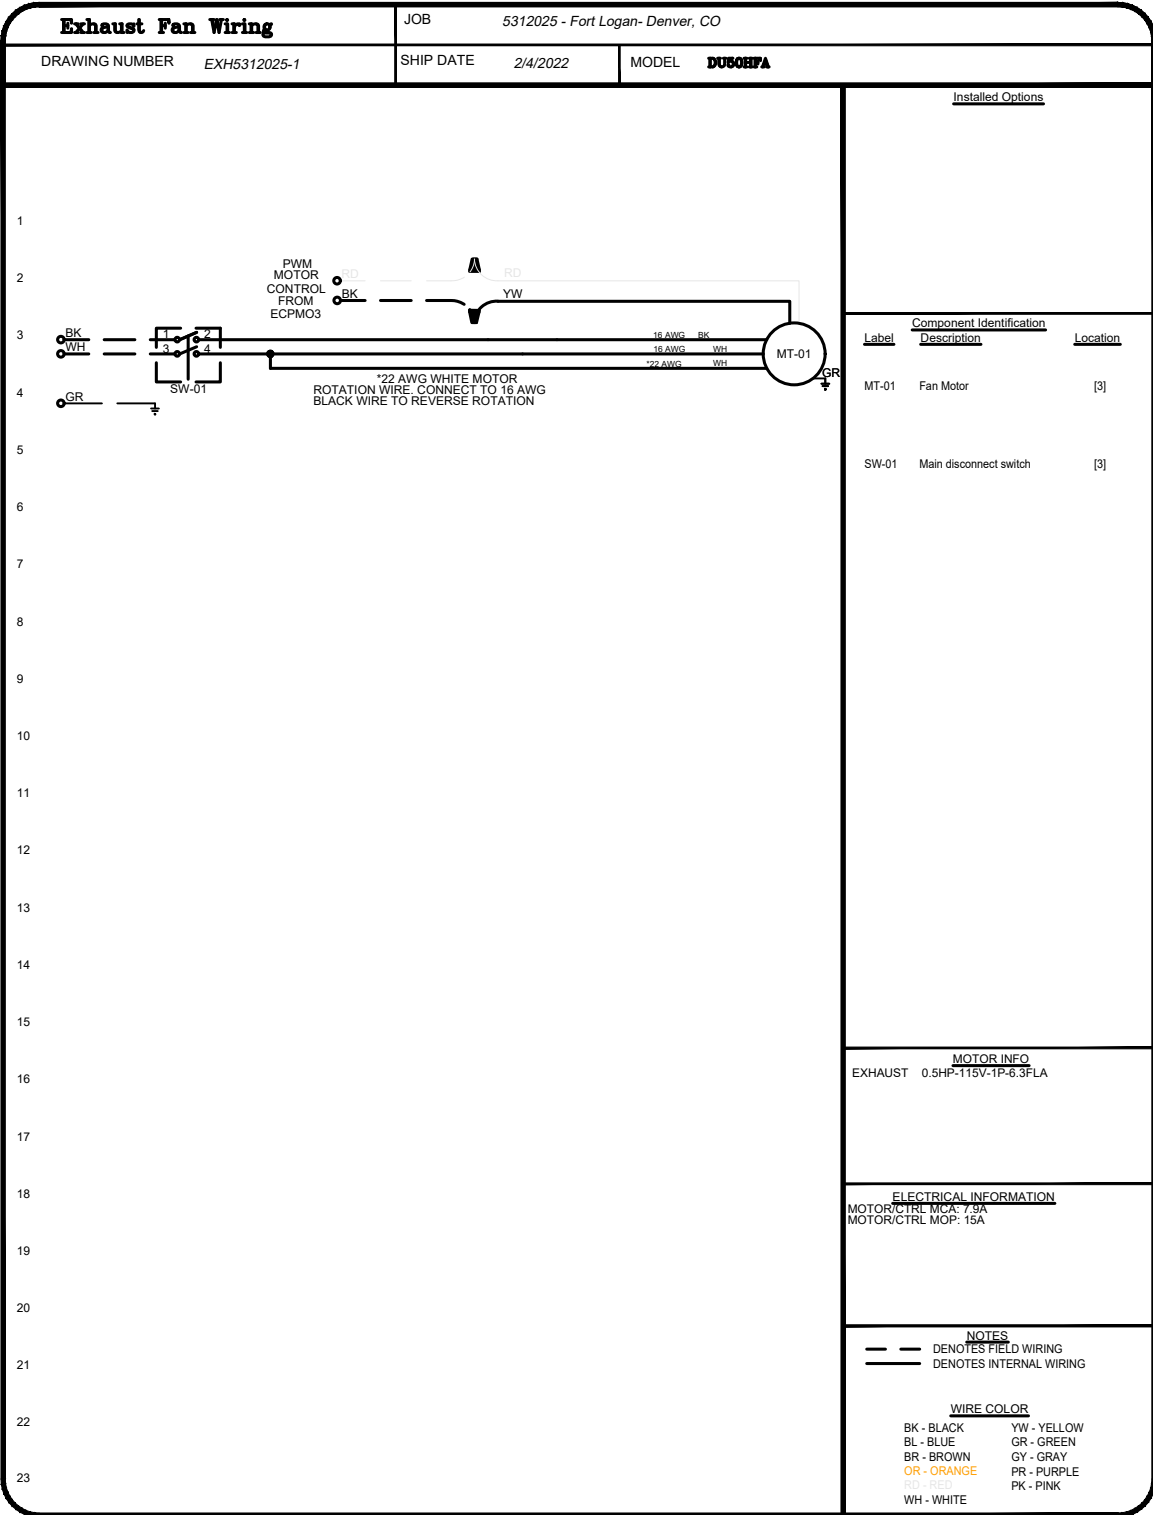 Exhaust Fan Wiring
JOB 5312025 - Fort Logan- Denver, CO
DRAWING NUMBER EXH5312025-1
SHIP DATE 2/4/2022
MODEL DU50HFA
Installed Options
1
2
PWM
MOTOR
CONTROL
FROM
ECPM03
RD
RD
BK
YW
3
BK
WH
1 2
3 4
SW-01
16 AWG BK
16 AWG WH
*22 AWG WH
MT-01
GR
*22 AWG WHITE MOTOR
ROTATION WIRE. CONNECT TO 16 AWG
BLACK WIRE TO REVERSE ROTATION
4
GR
5
6
7
8
9
10
11
12
13
14
15
16
17
18
19
20
21
22
23
Component Identification
Label Description Location
MT-01 Fan Motor [3]
SW-01 Main disconnect switch [3]
MOTOR INFO
EXHAUST 0.5HP-115V-1P-6.3FLA
ELECTRICAL INFORMATION
MOTOR/CTRL MCA: 7.9A
MOTOR/CTRL MOP: 15A
NOTES
DENOTES FIELD WIRING
DENOTES INTERNAL WIRING
WIRE COLOR
BK - BLACK YW - YELLOW
BL - BLUE GR - GREEN
BR - BROWN GY - GRAY
OR - ORANGE PR - PURPLE
RD - RED PK - PINK
WH - WHITE